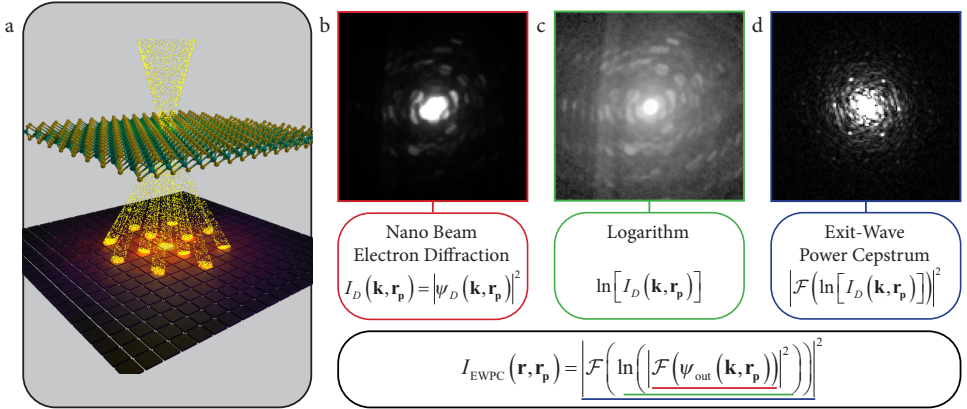 a
b
c
d
Nano Beam
Electron Diffraction
I_D(𝐤,𝐫_𝐩)=|ψ_D(𝐤,𝐫_𝐩)|²
Logarithm
ln[I_D(𝐤,𝐫_𝐩)]
Exit-Wave
Power Cepstrum
|ℱ(ln[I_D(𝐤,𝐫_𝐩)])|²
I_EWPC(𝐫,𝐫_𝐩)=|ℱ(ln(|ℱ(ψ_out(𝐤,𝐫_𝐩))|²))|²